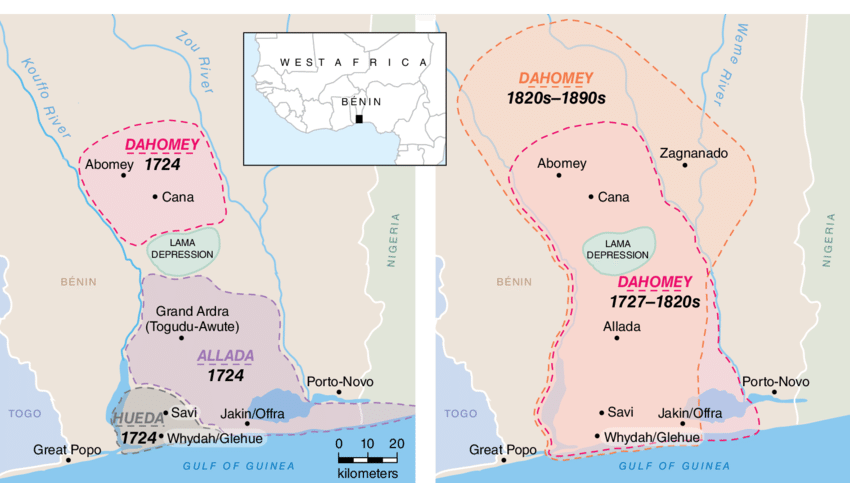 Kouffo River
Zou River
WEST AFRICA
BÉNIN
DAHOMEY
1724
Abomey
Cana
LAMA
DEPRESSION
NIGERIA
BÉNIN
Grand Ardra
(Togudu-Awute)
ALLADA
1724
Porto-Novo
TOGO
HUEDA
1724
Savi
Jakin/Offra
Whydah/Glehue
Great Popo
GULF OF GUINEA
0 10 20
kilometers
DAHOMEY
1820s–1890s
Weme River
Abomey
Zagnanado
Cana
LAMA
DEPRESSION
NIGERIA
BÉNIN
DAHOMEY
1727–1820s
Allada
Porto-Novo
TOGO
Savi
Jakin/Offra
Whydah/Glehue
Great Popo
GULF OF GUINEA